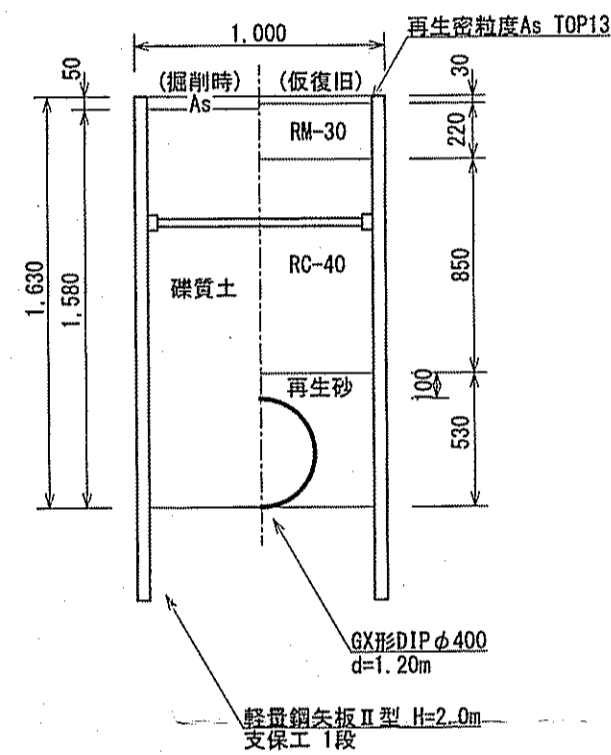 1,000
再生密粒度As TOP13
50
(掘削時)
(仮復旧)
30
As
RM-30
220
1,630
1,580
礫質土
RC-40
850
再生砂
100
530
GX形DIPφ400
d=1.20m
軽量鋼矢板Ⅱ型 H=2.0m
支保工 1段